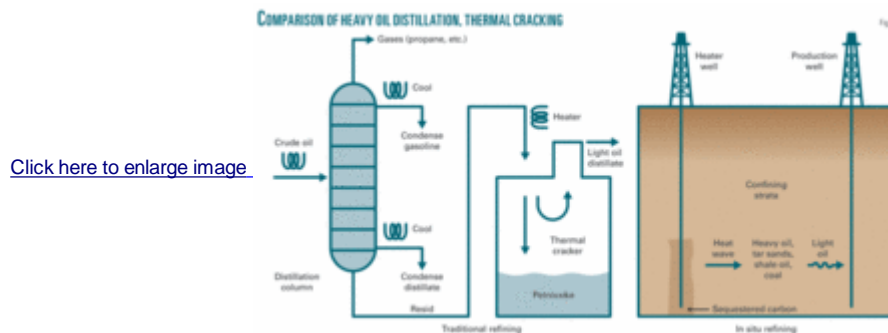 COMPARISON OF HEAVY OIL DISTILLATION, THERMAL CRACKING
Gases (propane, etc.)
Cool
Crude oil
Condense
gasoline
Heater
Light oil
distillate
Cool
Thermal
cracker
Distillation
column
Condense
distillate
Petrocoke
Resid
Traditional refining
Heater
well
Production
well
Confining
strata
Heat
wave
Heavy oil,
tar sands,
shale oil,
coal
Light
oil
Sequestered carbon
In situ refining
Click here to enlarge image